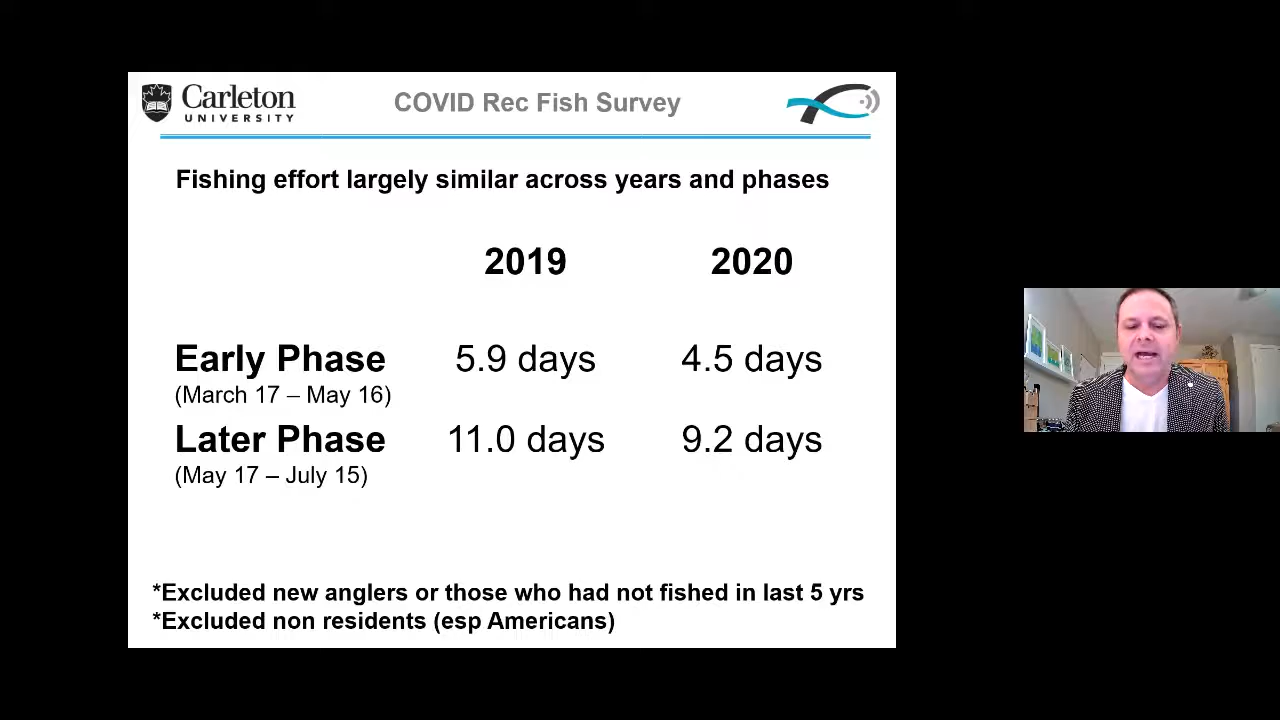 Carleton
UNIVERSITY
COVID Rec Fish Survey
Fishing effort largely similar across years and phases
2019 2020
Early Phase 5.9 days 4.5 days
(March 17 – May 16)
Later Phase 11.0 days 9.2 days
(May 17 – July 15)
*Excluded new anglers or those who had not fished in last 5 yrs
*Excluded non residents (esp Americans)